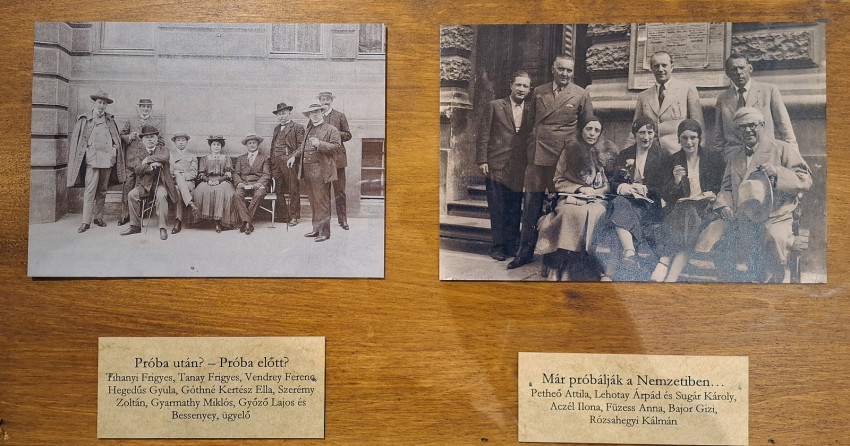 Próba után? – Próba előtt?
Tihanyi Frigyes, Tanay Frigyes, Vendrey Ferenc,
Hegedűs Gyula, Góthné Kertész Ella, Szerémy
Zoltán, Gyarmathy Miklós, Győző Lajos és
Bessenyey, ügyelő
Már próbálják a Nemzetiben…
Petheő Attila, Lehotay Árpád és Sugár Károly,
Aczél Ilona, Füzess Anna, Bajor Gizi,
Rózsahegyi Kálmán